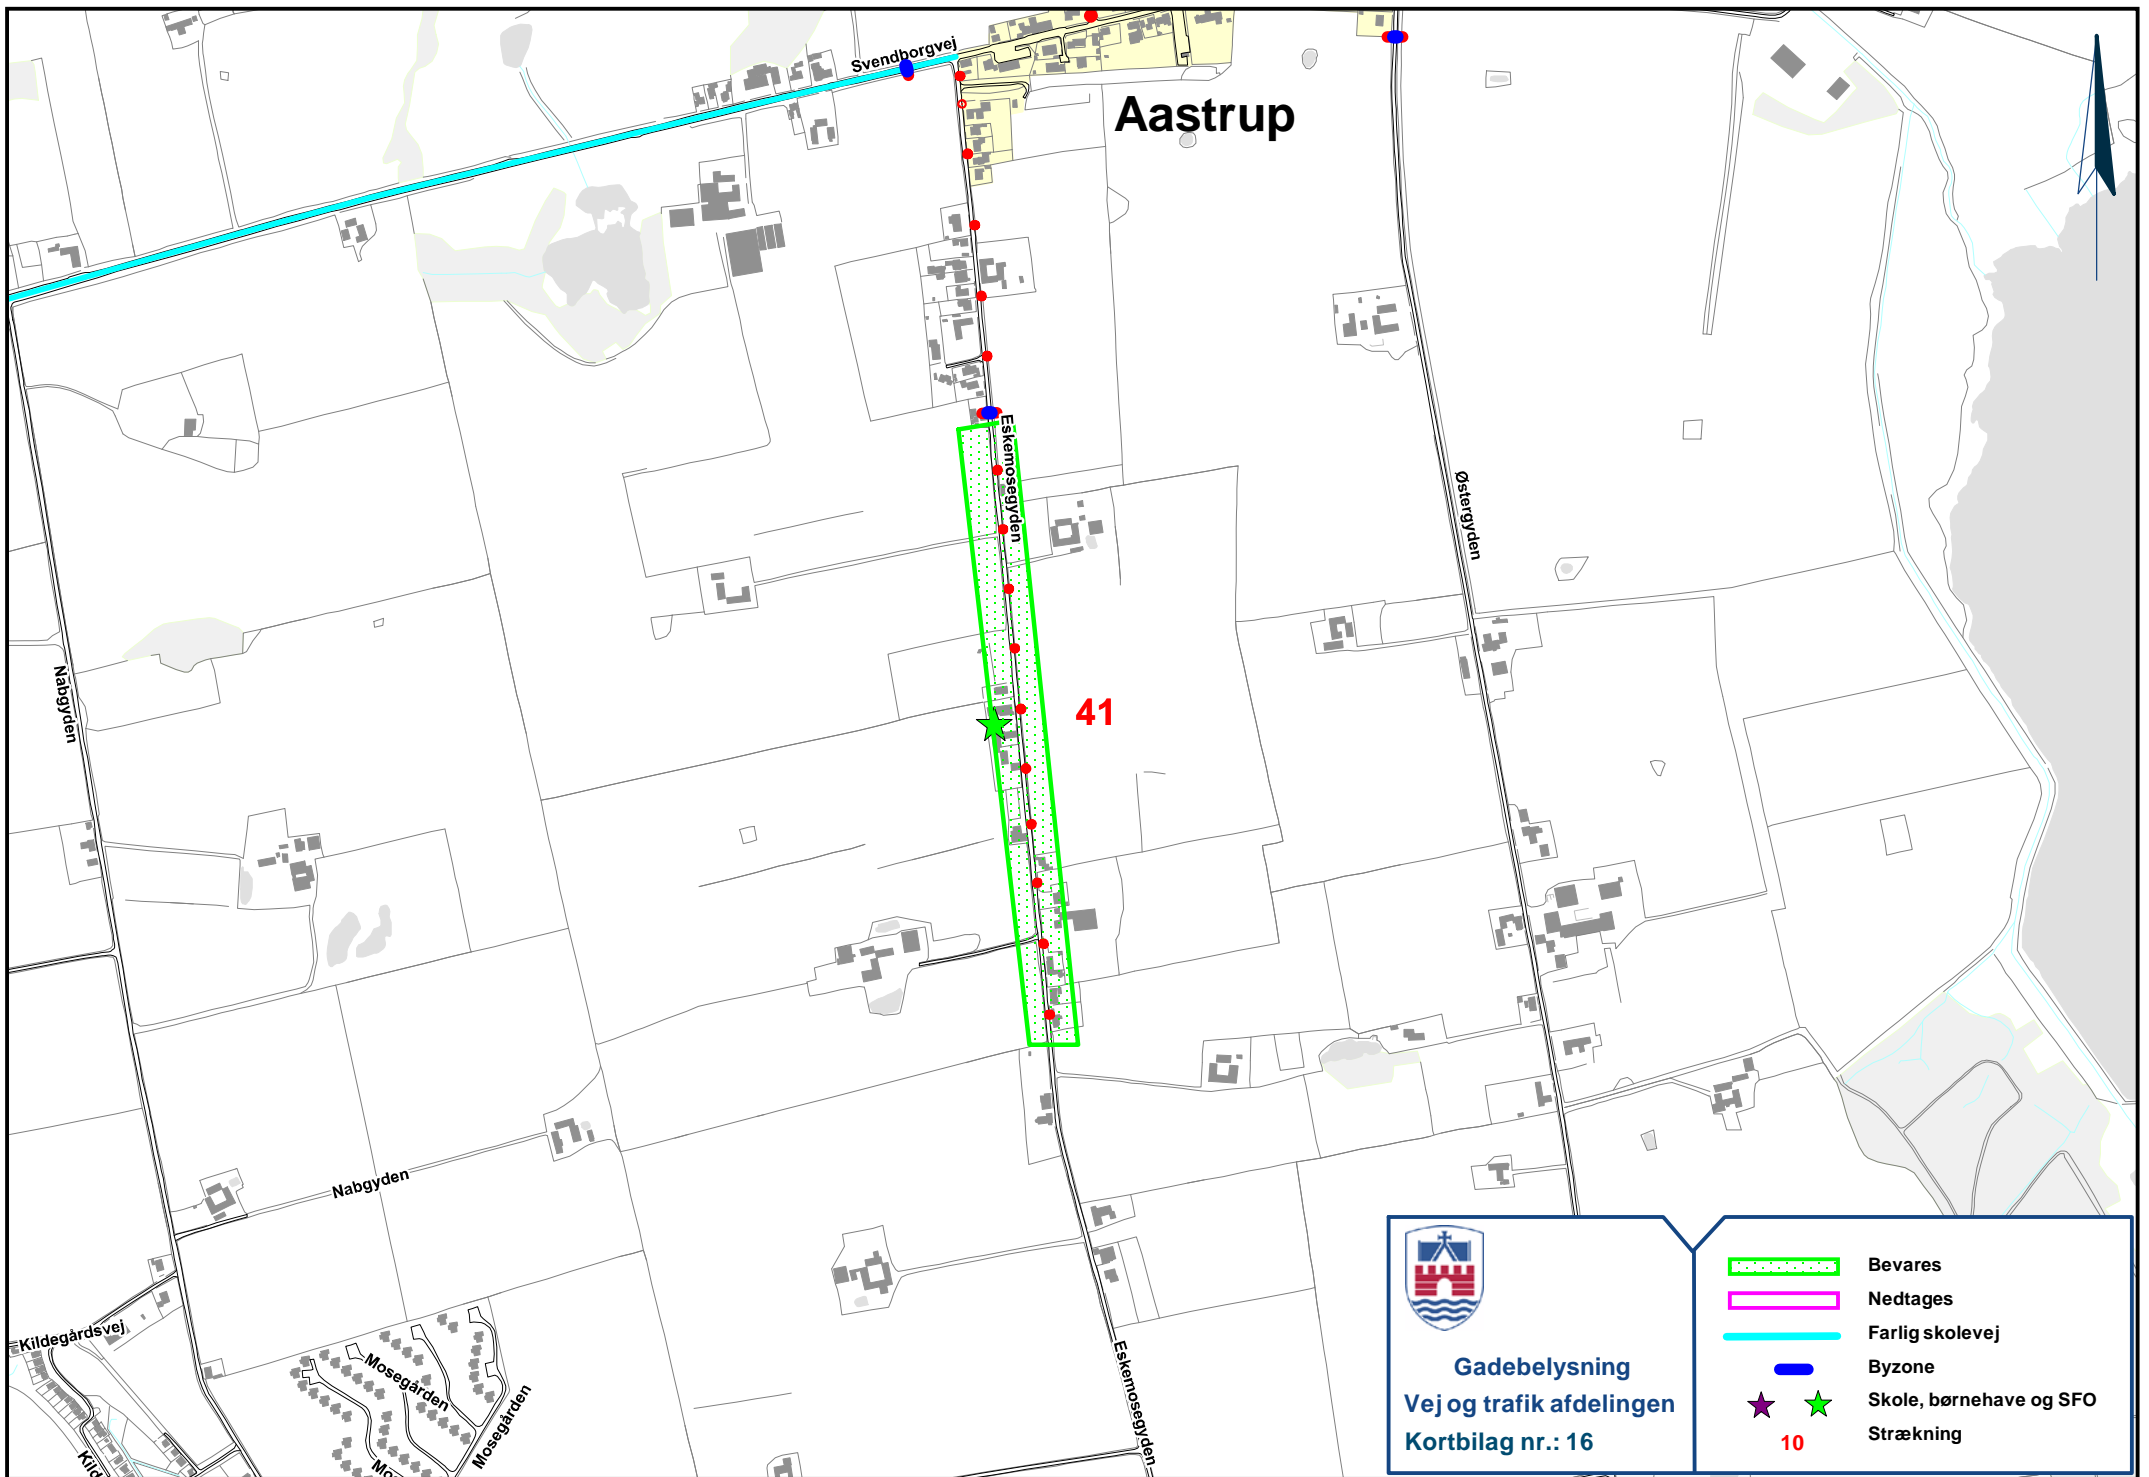 Svendborgvej
Aastrup
Eskemosegyden
Østergyden
Nabgyden
41
Nabgyden
Kildegårdsvej
Mosegården
Mosegården
Eskemosegyden
Gadebelysning
Vej og trafik afdelingen
Kortbilag nr.: 16
Bevares
Nedtages
Farlig skolevej
Byzone
Skole, børnehave og SFO
10 Strækning